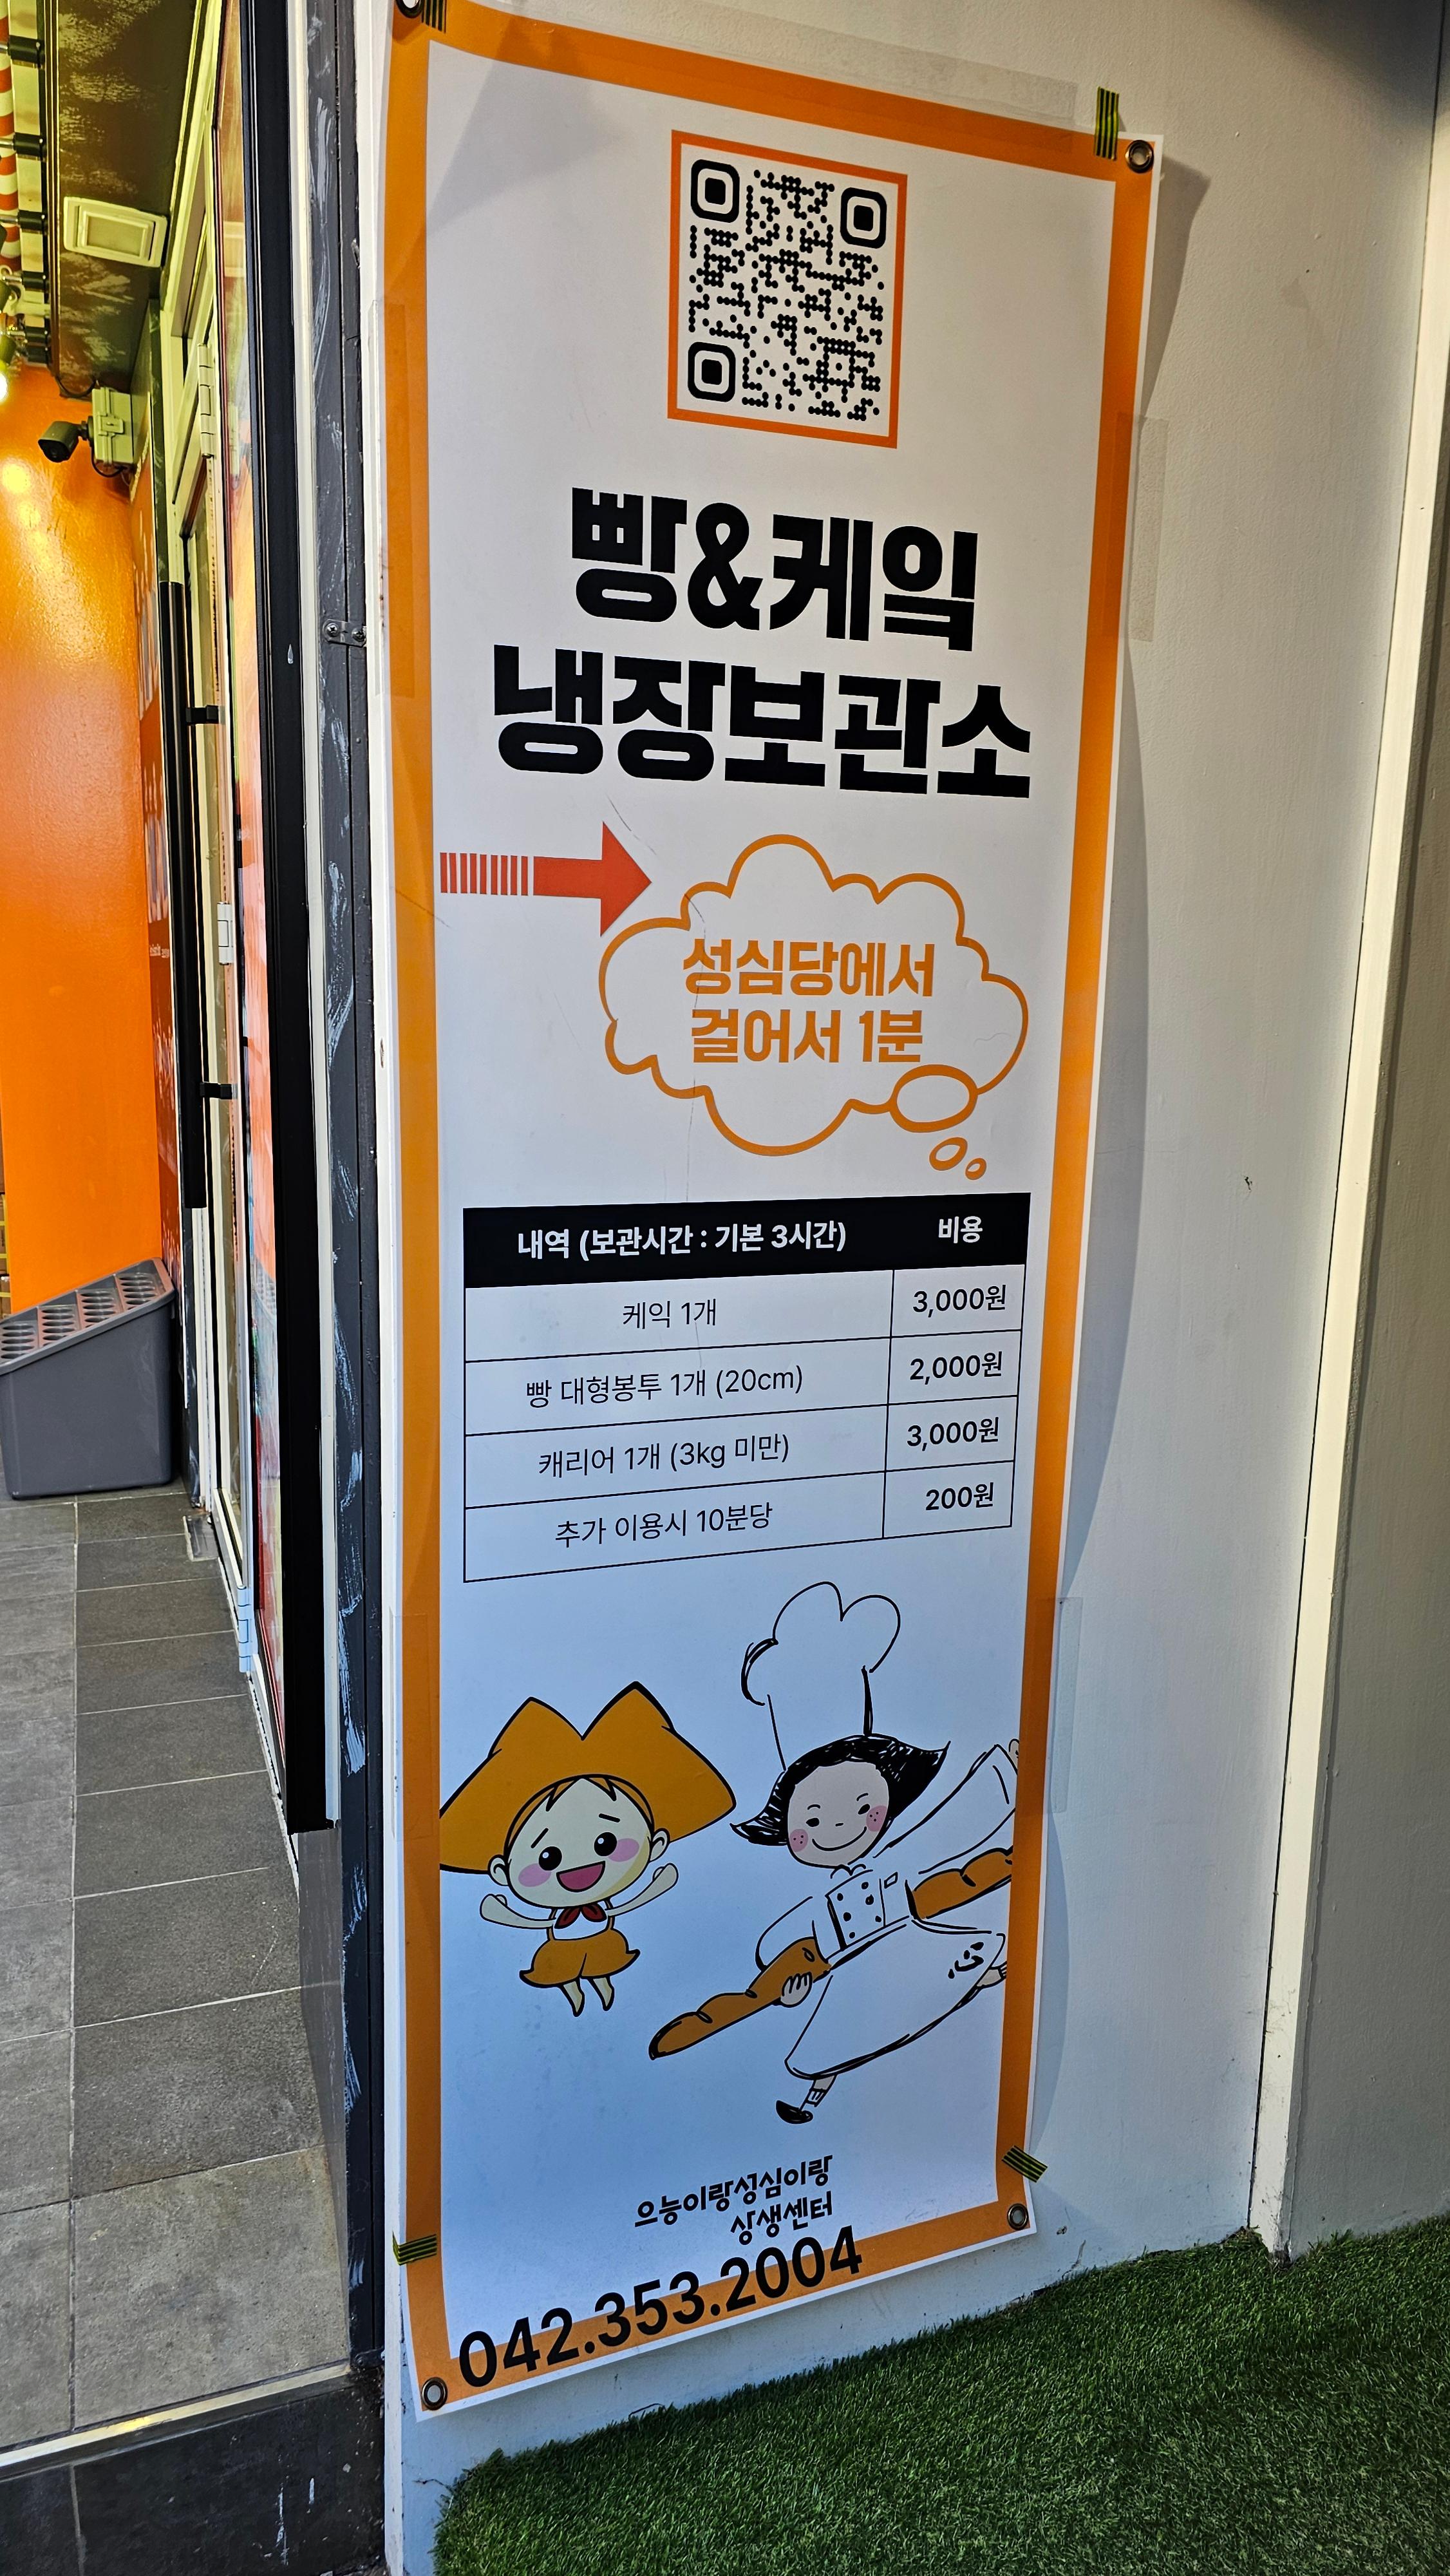 빵&케익
냉장보관소
성심당에서
걸어서 1분
내역 (보관시간 : 기본 3시간) 비용
케익 1개 3,000원
빵 대형봉투 1개 (20cm) 2,000원
캐리어 1개 (3kg 미만) 3,000원
추가 이용시 10분당 200원
으능이랑성심이랑
상생센터
042.353.2004